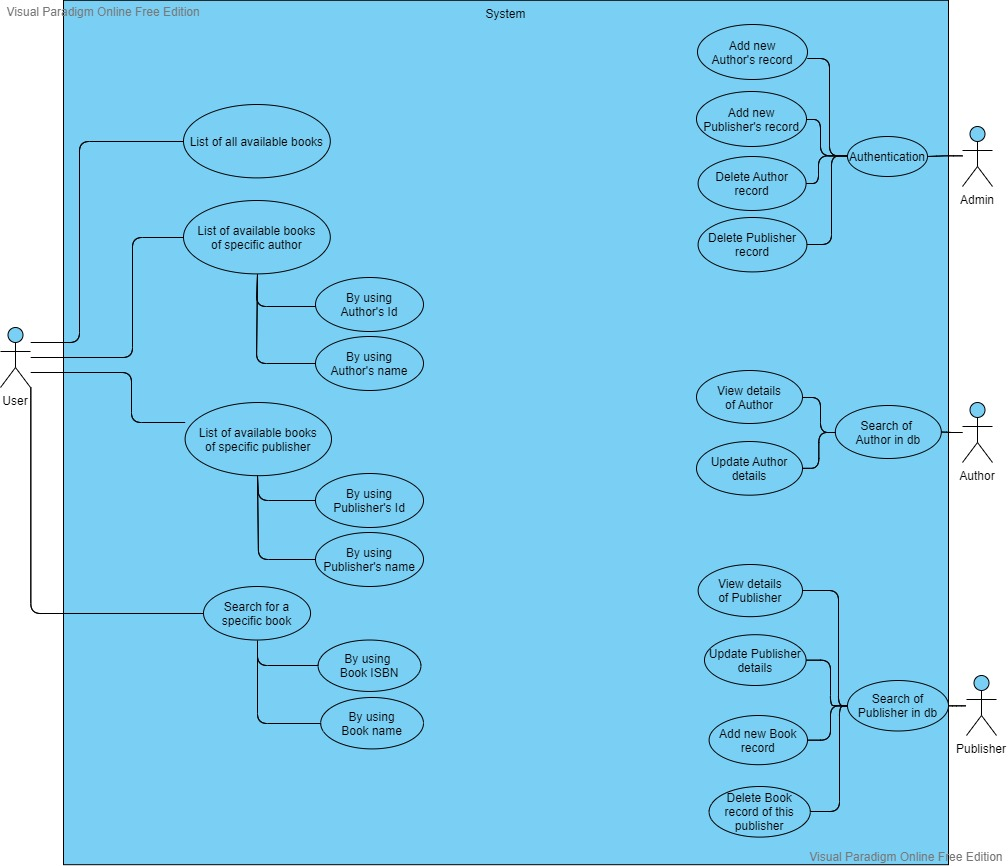 Visual Paradigm Online Free Edition
System
Add new
Author's record
Add new
Publisher's record
Delete Author
record
Delete Publisher
record
Authentication
Admin
List of all available books
List of available books
of specific author
By using
Author's Id
By using
Author's name
User
List of available books
of specific publisher
By using
Publisher's Id
By using
Publisher's name
Search for a
specific book
By using
Book ISBN
By using
Book name
View details
of Author
Update Author
details
Search of
Author in db
Author
View details
of Publisher
Update Publisher
details
Add new Book
record
Delete Book
record of this
publisher
Search of
Publisher in db
Publisher
Visual Paradigm Online Free Edition